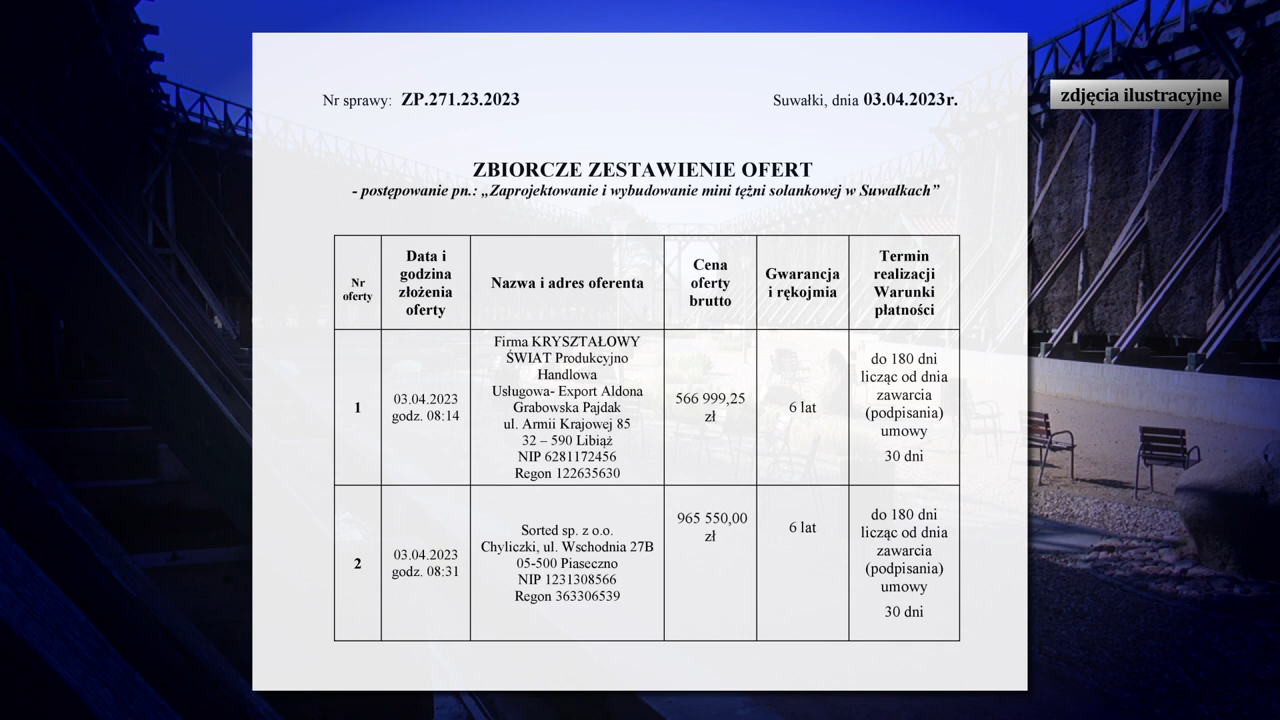 zdjęcia ilustracyjne
Nr sprawy: ZP.271.23.2023
Suwałki, dnia 03.04.2023r.
ZBIORCZE ZESTAWIENIE OFERT
- postępowanie pn.: „Zaprojektowanie i wybudowanie mini tężni solankowej w Suwałkach”
Nr
oferty
Data i
godzina
złożenia
oferty
Nazwa i adres oferenta
Cena
oferty
brutto
Gwarancja
i rękojmia
Termin
realizacji
Warunki
płatności
1
03.04.2023
godz. 08:14
Firma KRYSZTAŁOWY
ŚWIAT Produkcyjno
Handlowa
Usługowa- Export Aldona
Grabowska Pajdak
ul. Armii Krajowej 85
32 – 590 Libiąż
NIP 6281172456
Regon 122635630
566 999,25
zł
6 lat
do 180 dni
licząc od dnia
zawarcia
(podpisania)
umowy
30 dni
2
03.04.2023
godz. 08:31
Sorted sp. z o.o.
Chyliczki, ul. Wschodnia 27B
05-500 Piaseczno
NIP 1231308566
Regon 363306539
965 550,00
zł
6 lat
do 180 dni
licząc od dnia
zawarcia
(podpisania)
umowy
30 dni